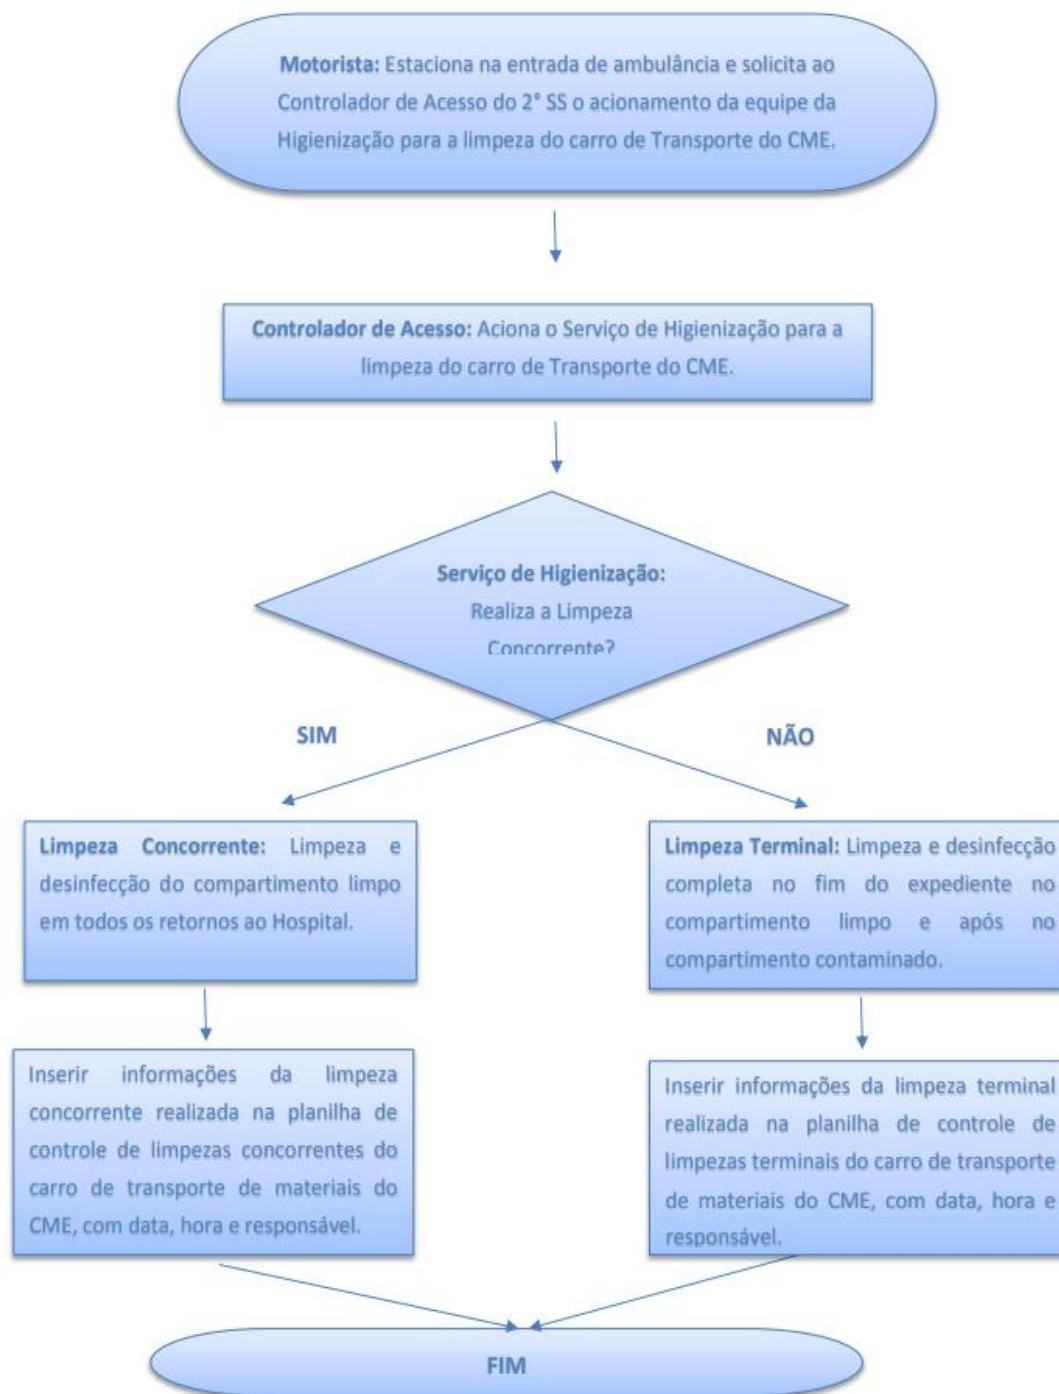 Motorista: Estaciona na entrada de ambulância e solicita ao
Controlador de Acesso do 2° SS o acionamento da equipe da
Higienização para a limpeza do carro de Transporte do CME.
Controlador de Acesso: Aciona o Serviço de Higienização para a
limpeza do carro de Transporte do CME.
Serviço de Higienização:
Realiza a Limpeza
Concorrente?
SIM
NÃO
Limpeza Concorrente: Limpeza e
desinfecção do compartimento limpo
em todos os retornos ao Hospital.
Limpeza Terminal: Limpeza e desinfecção
completa no fim do expediente no
compartimento limpo e após no
compartimento contaminado.
Inserir informações da limpeza
concorrente realizada na planilha de
controle de limpezas concorrentes do
carro de transporte de materiais do
CME, com data, hora e responsável.
Inserir informações da limpeza terminal
realizada na planilha de controle de
limpezas terminais do carro de transporte
de materiais do CME, com data, hora e
responsável.
FIM